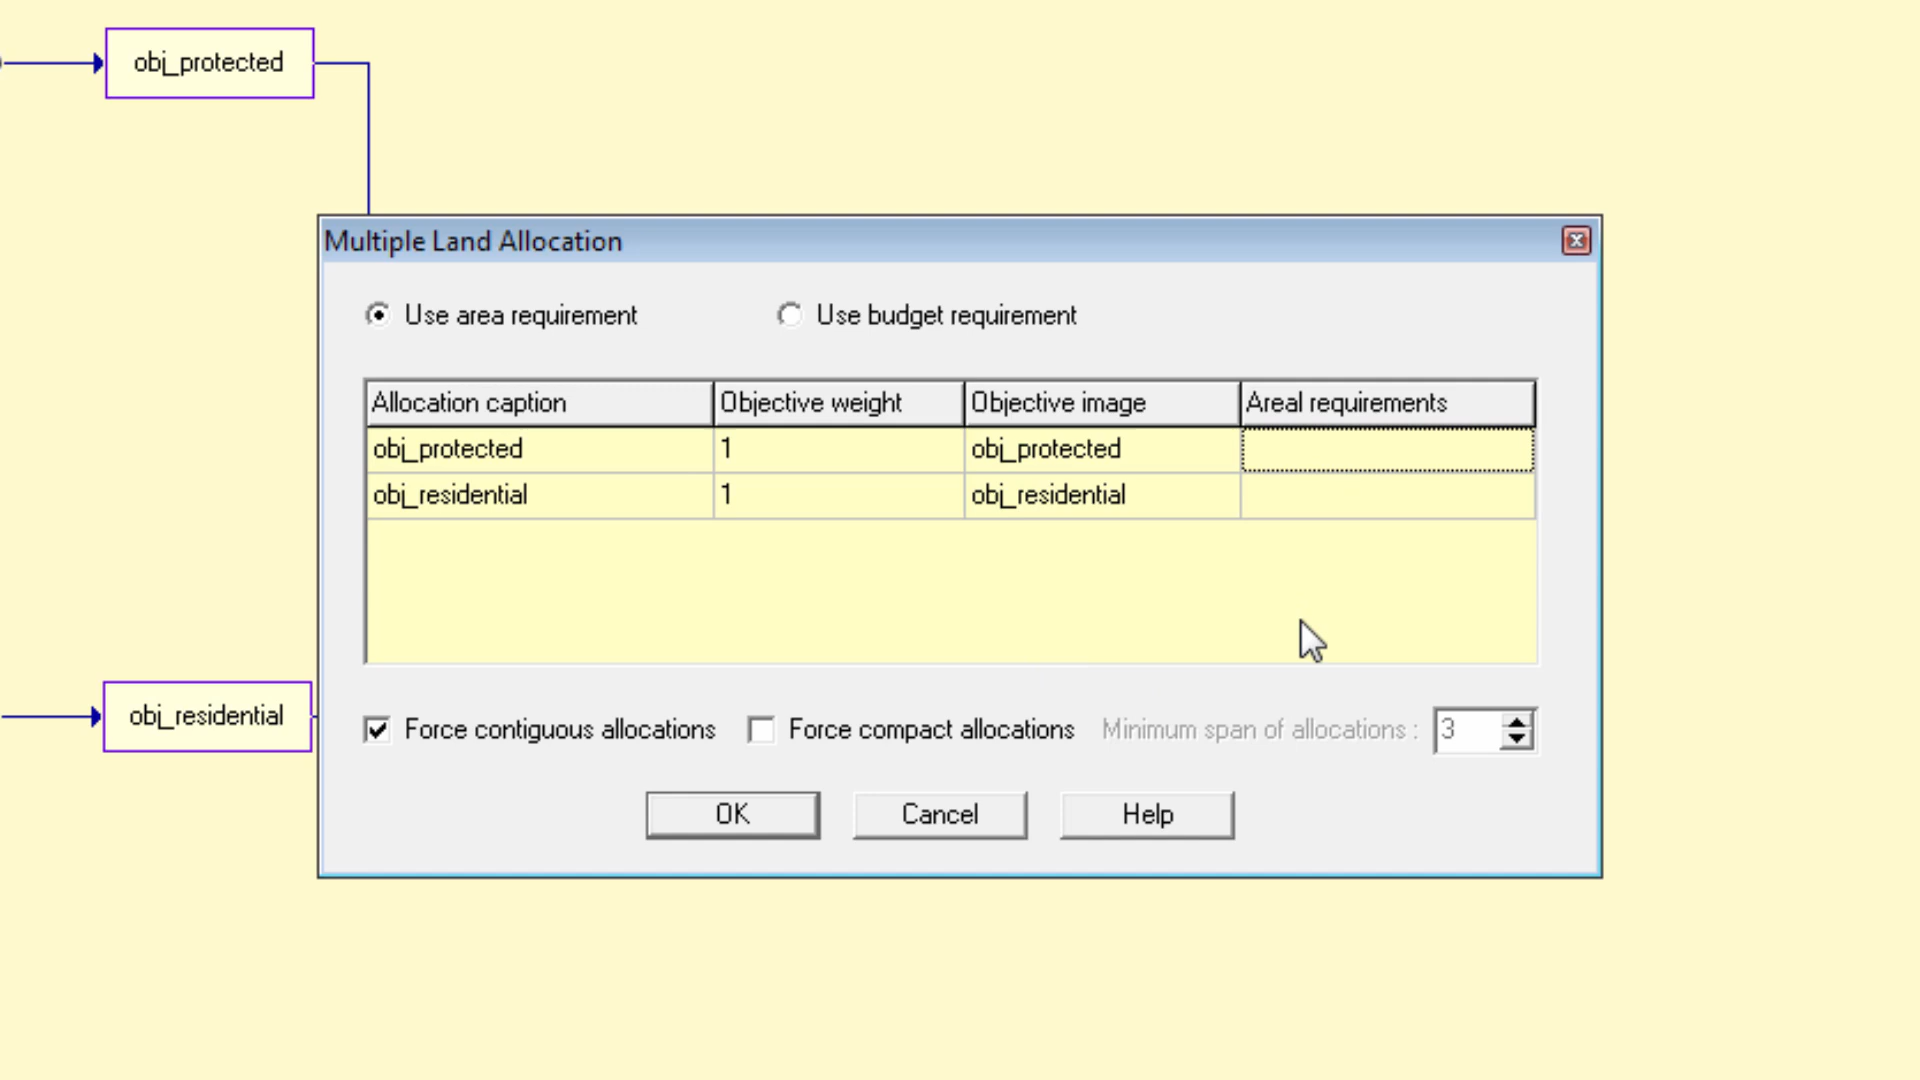 obj_protected
Multiple Land Allocation
Use area requirement Use budget requirement
Allocation caption Objective weight Objective image Areal requirements
obj_protected 1 obj_protected
obj_residential 1 obj_residential
obj_residential
Force contiguous allocations Force compact allocations Minimum span of allocations : 3
OK Cancel Help